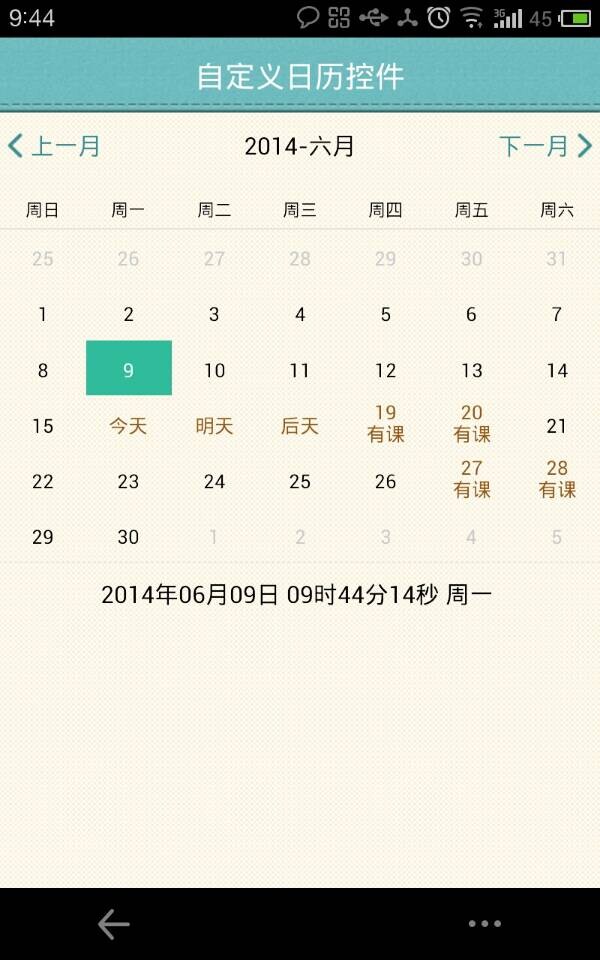 9:44 3G 45
自定义日历控件
上一月 2014-六月 下一月
周日 周一 周二 周三 周四 周五 周六
25 26 27 28 29 30 31
1 2 3 4 5 6 7
8 9 10 11 12 13 14
15 今天 明天 后天 19 有课 20 有课 21
22 23 24 25 26 27 有课 28 有课
29 30 1 2 3 4 5
2014年06月09日 09时44分14秒 周一